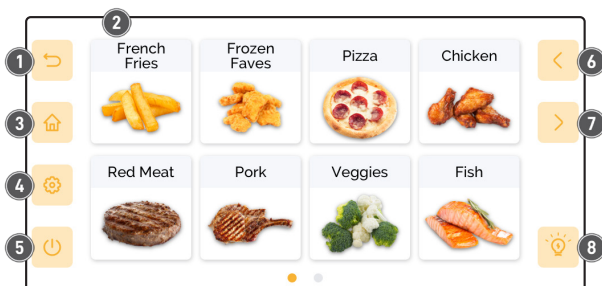 2
1
French
Fries
Frozen
Faves
Pizza
Chicken
6
3
7
4
Red Meat
Pork
Veggies
Fish
5
8